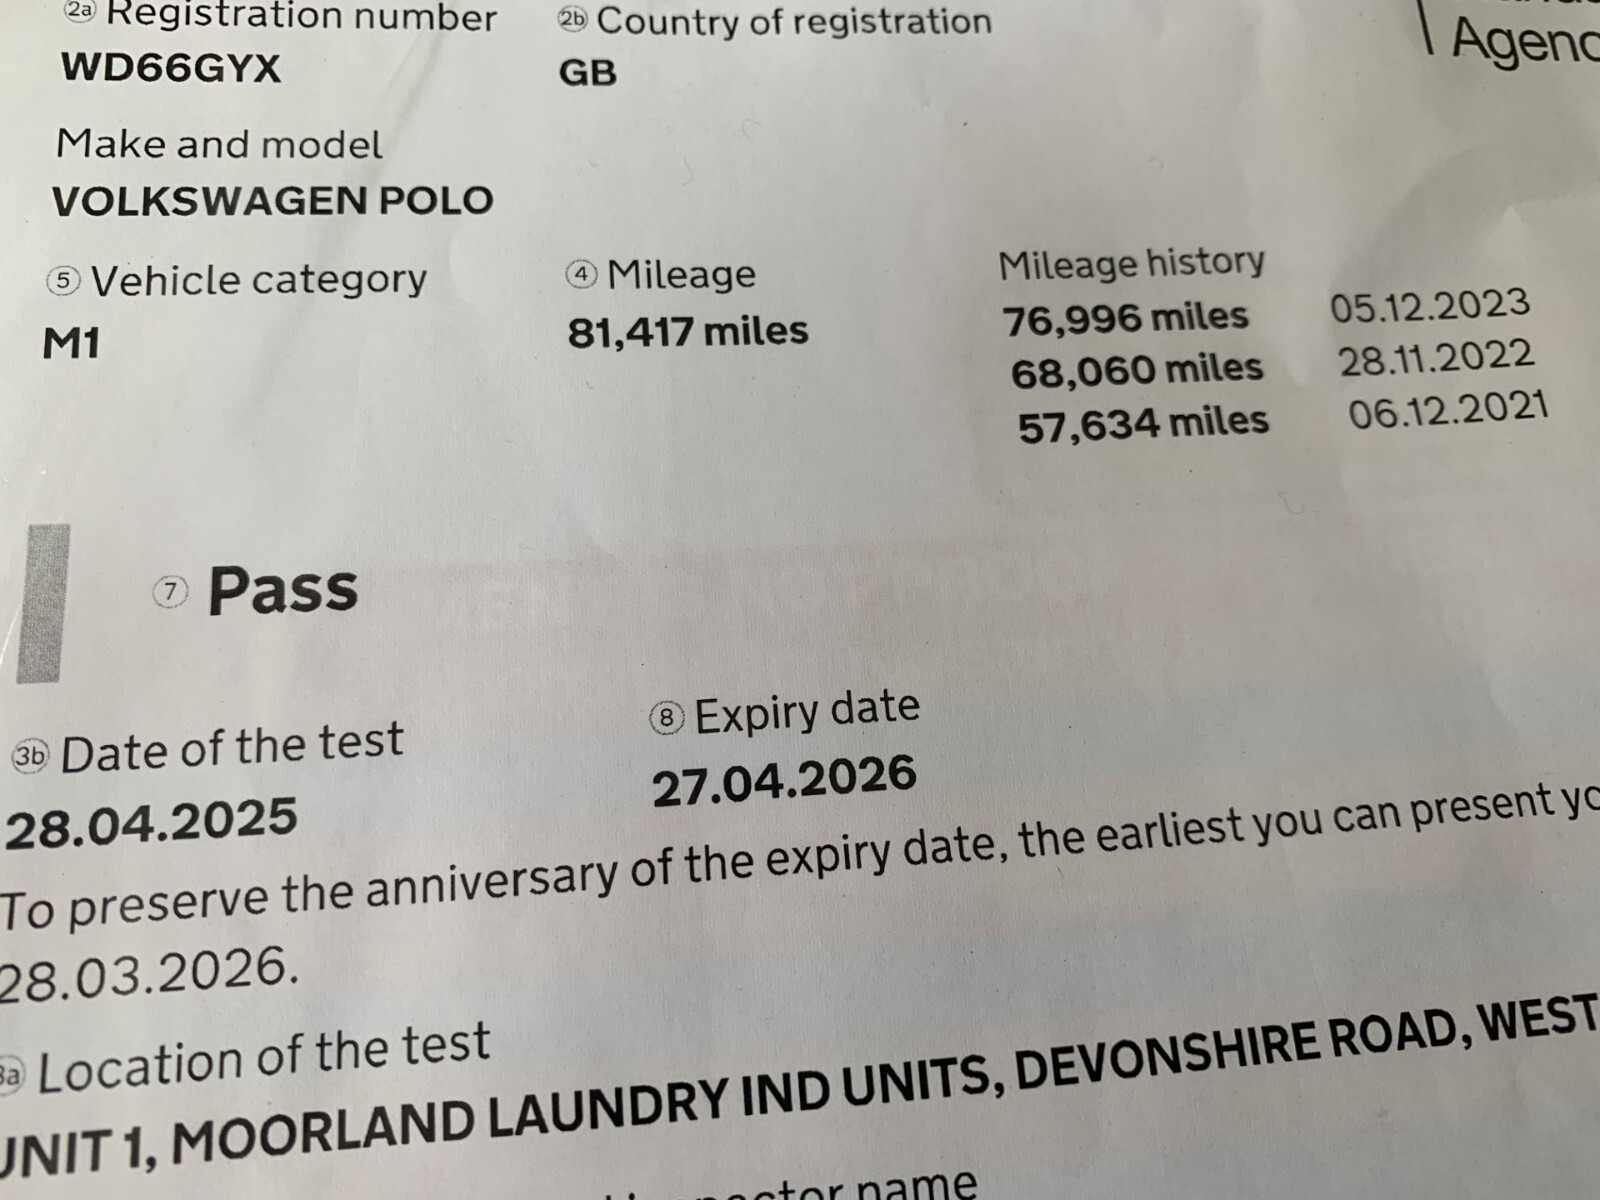 2a Registration number
2b Country of registration
WD66GYX
GB
Agenc
Make and model
VOLKSWAGEN POLO
5 Vehicle category
M1
4 Mileage
81,417 miles
Mileage history
76,996 miles 05.12.2023
68,060 miles 28.11.2022
57,634 miles 06.12.2021
7 Pass
3b Date of the test
28.04.2025
8 Expiry date
27.04.2026
To preserve the anniversary of the expiry date, the earliest you can present yo
28.03.2026.
3a Location of the test
UNIT 1, MOORLAND LAUNDRY IND UNITS, DEVONSHIRE ROAD, WEST
name